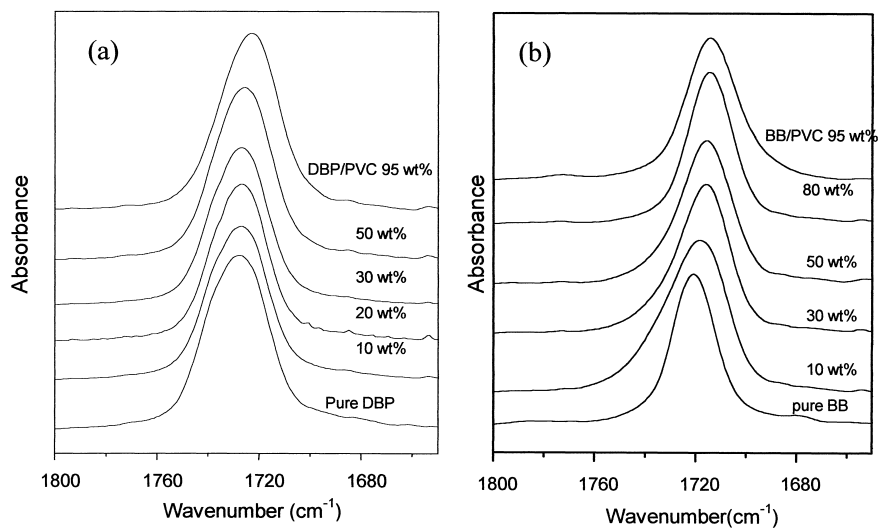 (a)
DBP/PVC 95 wt%
50 wt%
30 wt%
20 wt%
10 wt%
Pure DBP
Absorbance
1800
1760
1720
1680
Wavenumber (cm⁻¹)
(b)
BB/PVC 95 wt%
80 wt%
50 wt%
30 wt%
10 wt%
pure BB
Absorbance
1800
1760
1720
1680
Wavenumber(cm⁻¹)